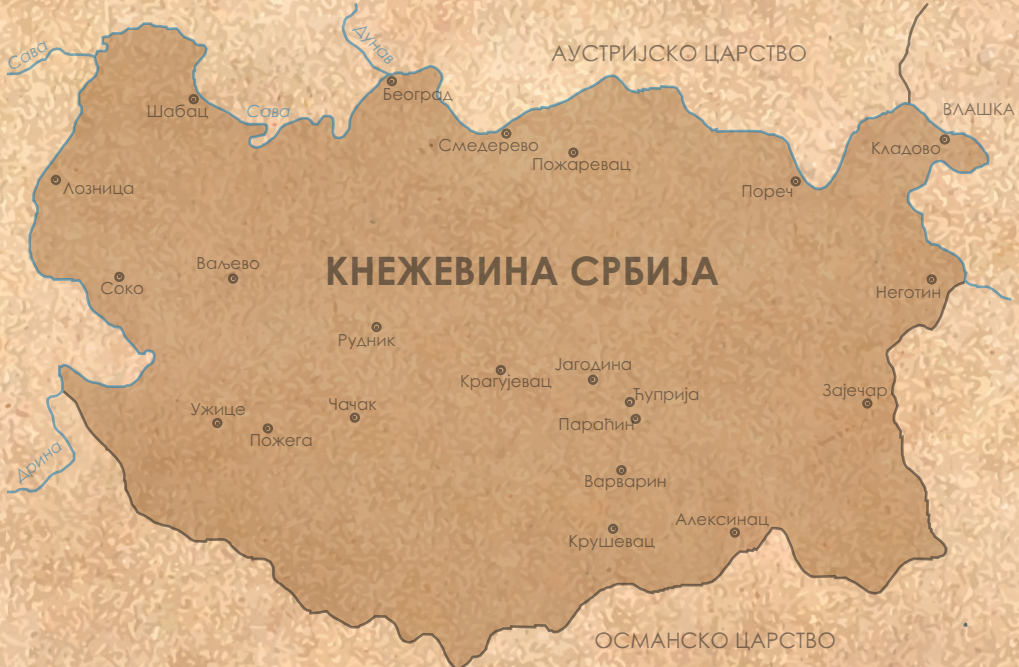 Дунав
Сава
АУСТРИЈСКО ЦАРСТВО
Београд
ВЛАШКА
Шабац
Сава
Смедерево
Кладово
Пожаревац
Лозница
Пореч
Ваљево
КНЕЖЕВИНА СРБИЈА
Соко
Неготин
Рудник
Јагодина
Крагујевац
Зајечар
Ћуприја
Чачак
Ужице
Параћин
Пожега
Дрина
Варварин
Алексинац
Крушевац
ОСМАНСКО ЦАРСТВО